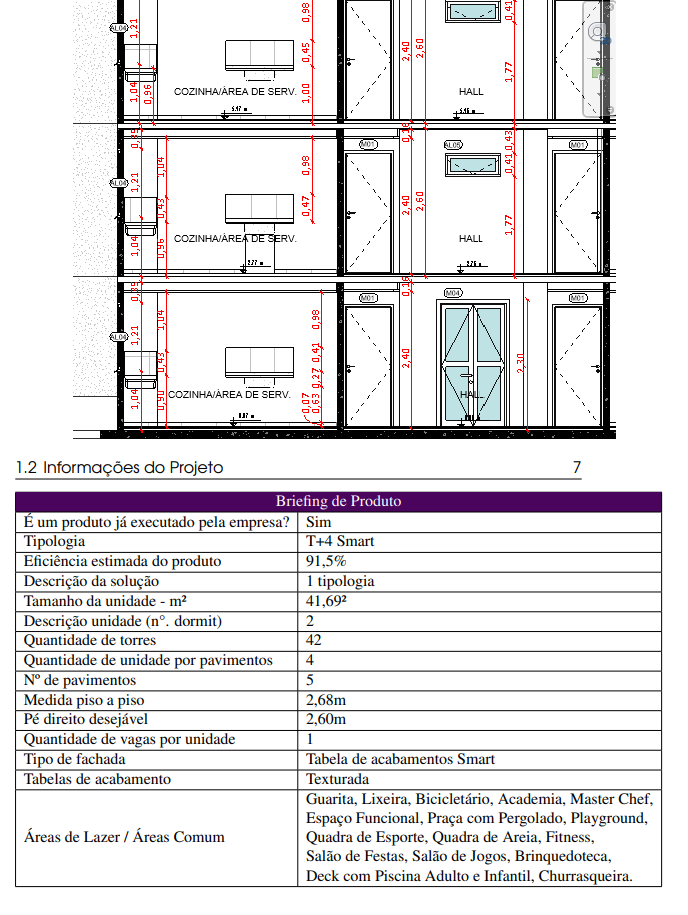 0,98
0,41
1,21
AL04
2,40
2,60
0,45
1,77
1,04
0,96
COZINHA/ÁREA DE SERV.
1,00
HALL
0,16
0,35
M01
AL05
0,43
M01
1,04
0,98
0,41
AL04
1,21
2,40
2,60
0,43
0,47
1,77
1,04
0,96
COZINHA/ÁREA DE SERV.
HALL
0,16
0,35
M01
M04
M01
1,04
0,98
1,21
AL04
2,40
2,30
0,43
0,41
0,27
1,04
0,90
COZINHA/ÁREA DE SERV.
0,07
0,63
HALL
1.2 Informações do Projeto 7
Briefing de Produto
É um produto já executado pela empresa? Sim
Tipologia T+4 Smart
Eficiência estimada do produto 91,5%
Descrição da solução 1 tipologia
Tamanho da unidade - m² 41,69²
Descrição unidade (n°. dormit) 2
Quantidade de torres 42
Quantidade de unidade por pavimentos 4
Nº de pavimentos 5
Medida piso a piso 2,68m
Pé direito desejável 2,60m
Quantidade de vagas por unidade 1
Tipo de fachada Tabela de acabamentos Smart
Tabelas de acabamento Texturada
Áreas de Lazer / Áreas Comum
Guarita, Lixeira, Bicicletário, Academia, Master Chef,
Espaço Funcional, Praça com Pergolado, Playground,
Quadra de Esporte, Quadra de Areia, Fitness,
Salão de Festas, Salão de Jogos, Brinquedoteca,
Deck com Piscina Adulto e Infantil, Churrasqueira.